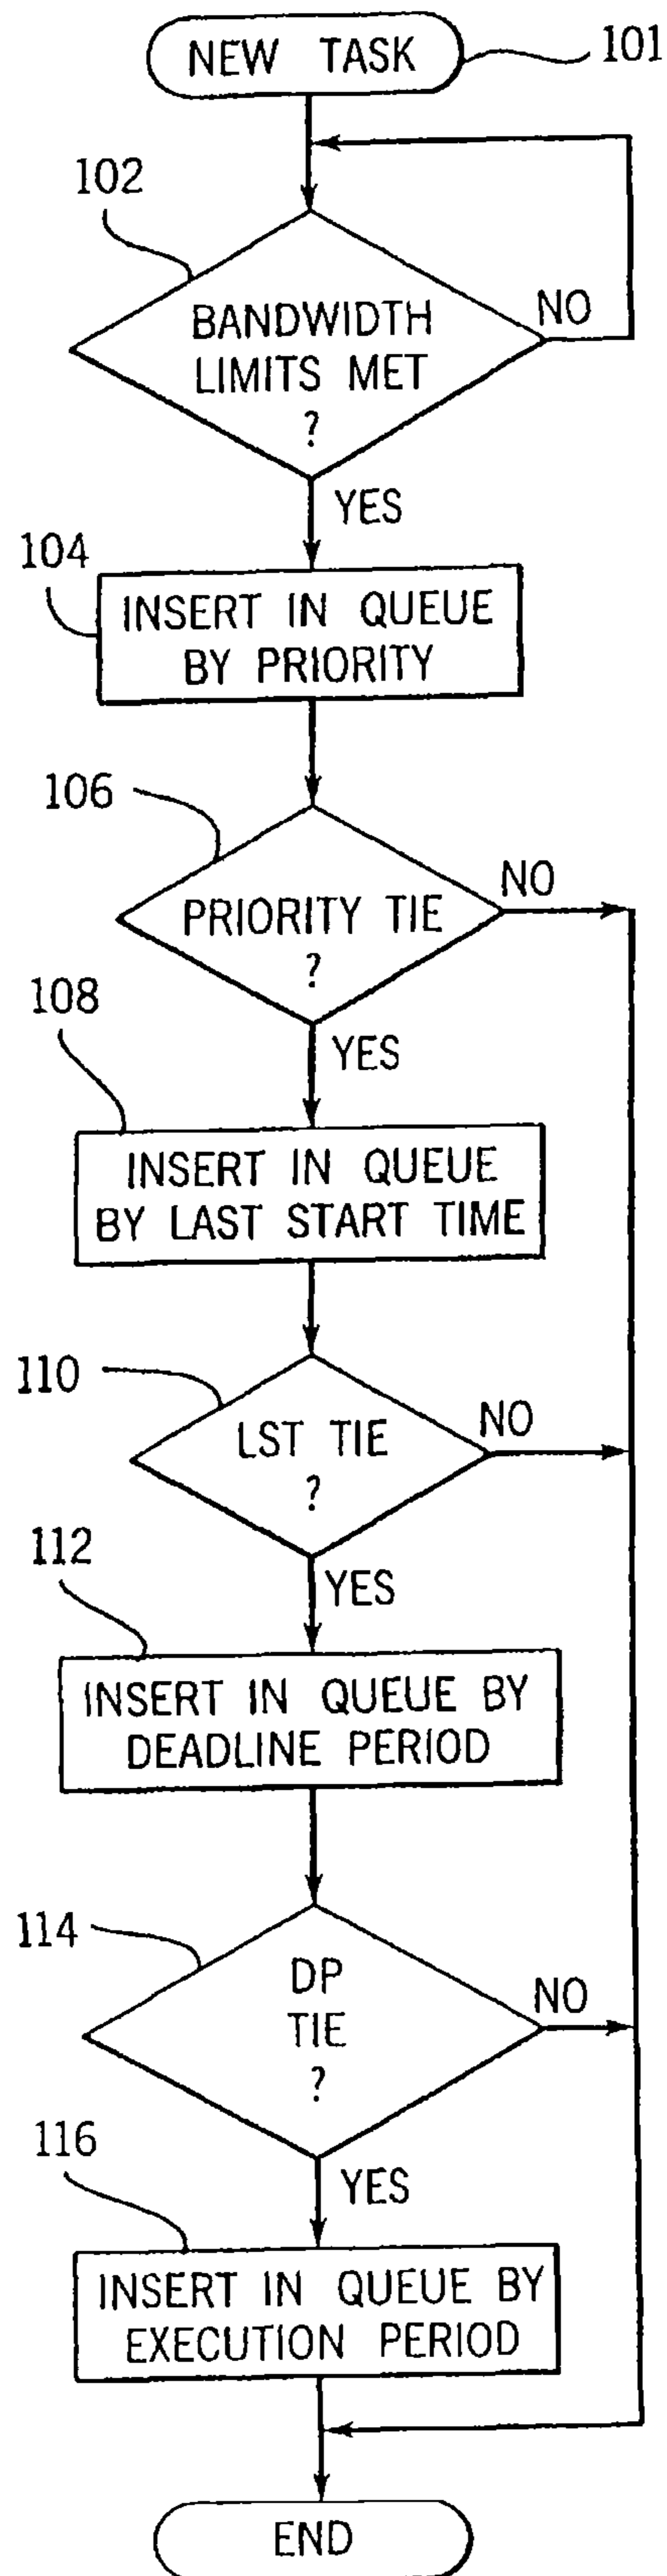 NEW TASK
101
102
BANDWIDTH
LIMITS MET
?
NO
YES
104
INSERT IN QUEUE
BY PRIORITY
106
PRIORITY TIE
?
NO
YES
108
INSERT IN QUEUE
BY LAST START TIME
110
LST TIE
?
NO
YES
112
INSERT IN QUEUE BY
DEADLINE PERIOD
114
DP
TIE
?
NO
YES
116
INSERT IN QUEUE BY
EXECUTION PERIOD
END